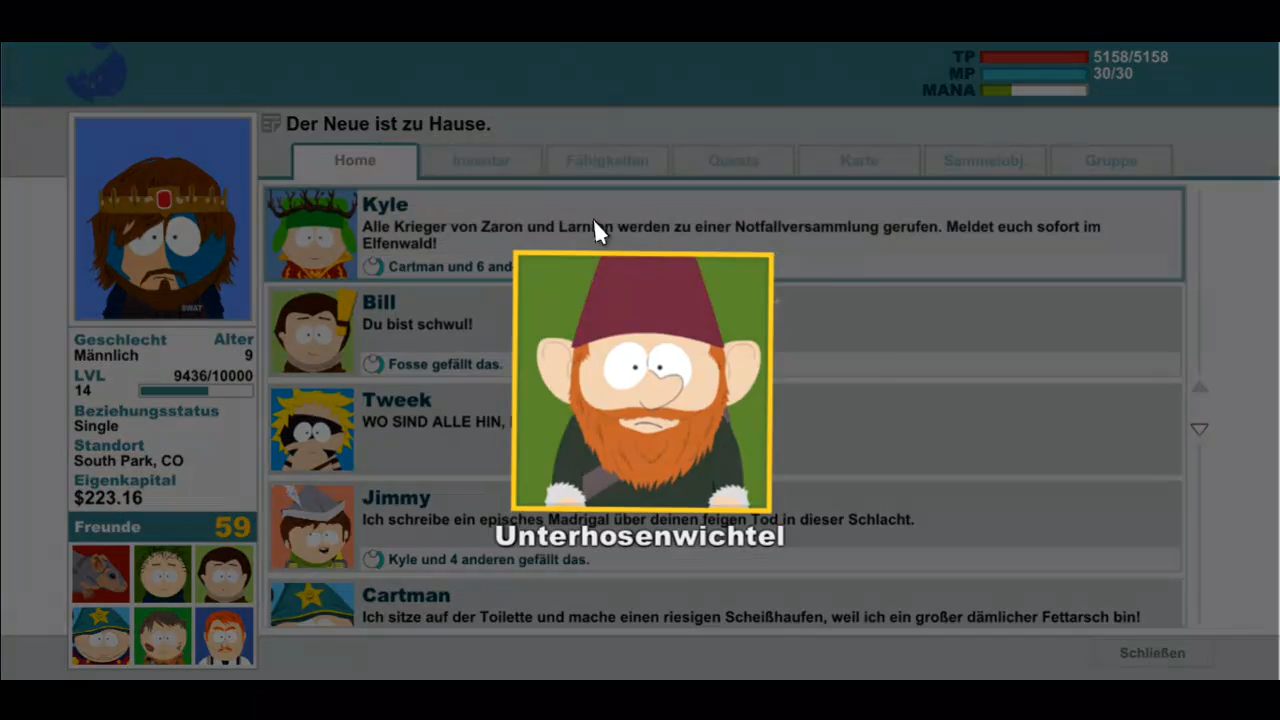 TP 5158/5158
MP 30/30
MANA
Der Neue ist zu Hause.
Home Inventar Fähigkeiten Quests Karte Sammelobj. Gruppe
SWAT
Geschlecht Alter
Männlich 9
LVL 9436/10000
14
Beziehungsstatus
Single
Standort
South Park, CO
Eigenkapital
$223.16
Freunde 59
Kyle
Alle Krieger von Zaron und werden zu einer Notfallversammlung gerufen. Meldet euch sofort im
Elfenwald!
Cartman und 6
Bill
Du bist schwul!
Fosse gefällt das.
Tweek
WO SIND ALLE HIN,
Jimmy
Ich schreibe ein episches Madrigal über deinen feigen Tod in dieser Schlacht.
Kyle und 4 anderen gefällt das.
Cartman
Ich sitze auf der Toilette und mache einen riesigen Scheißhaufen, weil ich ein großer dämlicher Fettarsch bin!
Unterhosenwichtel
Schließen